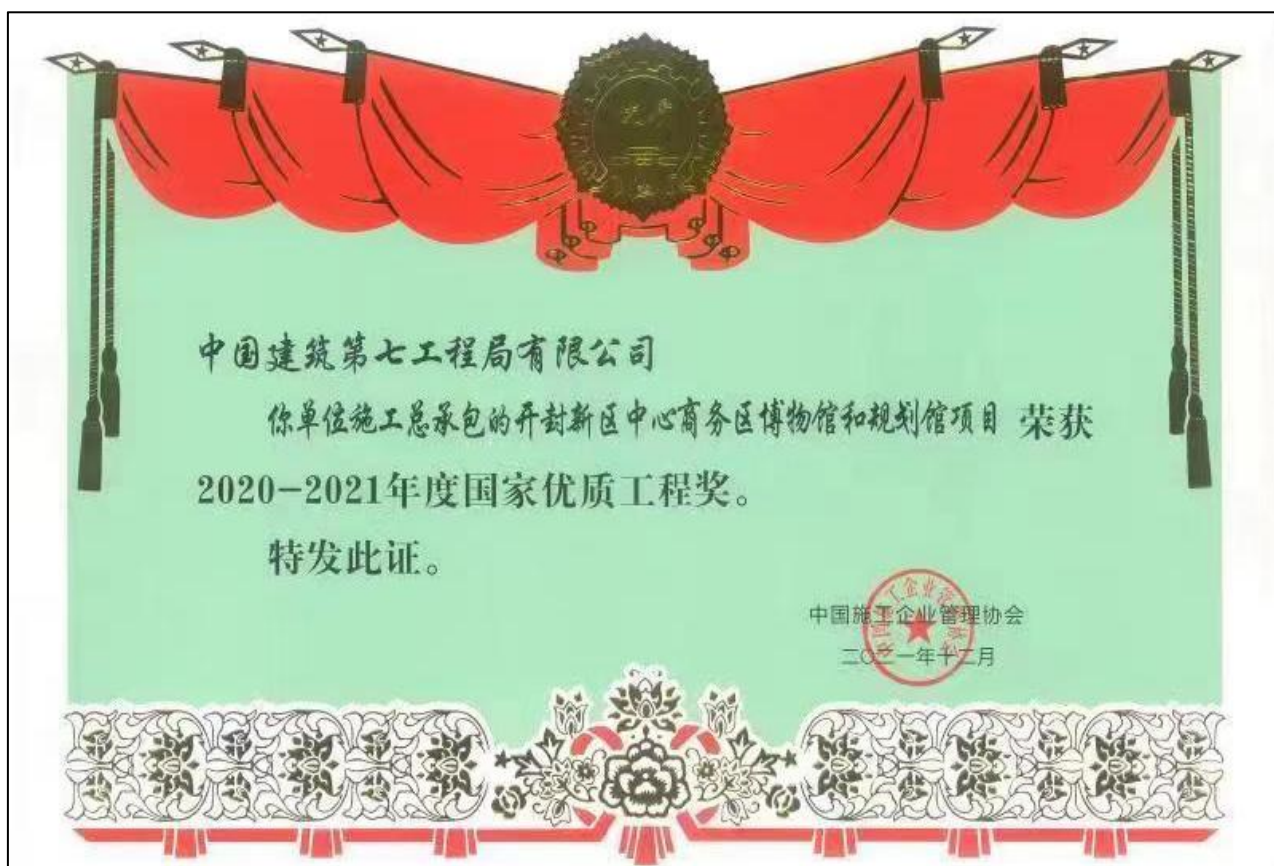 中国建筑第七工程局有限公司
你单位施工总承包的开封新区中心商务区博物馆和规划馆项目 荣获
2020-2021年度国家优质工程奖。
特发此证。
中国施工企业管理协会
二〇二一年十二月